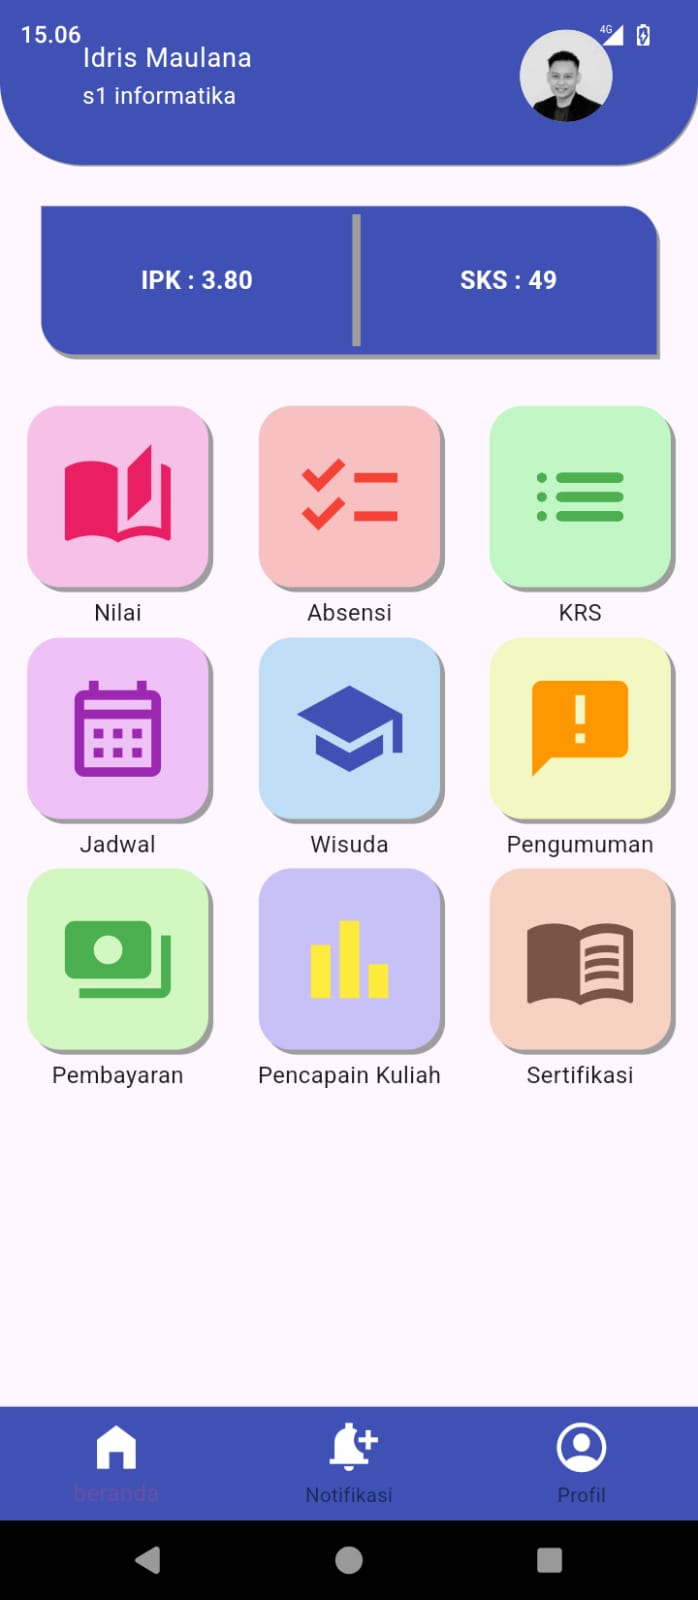 15.06
4G
Idris Maulana
s1 informatika
IPK : 3.80
SKS : 49
Nilai
Absensi
KRS
Jadwal
Wisuda
Pengumuman
Pembayaran
Pencapain Kuliah
Sertifikasi
beranda
Notifikasi
Profil